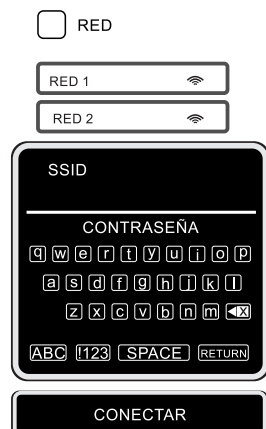 RED
RED 1
RED 2
SSID
CONTRASEÑA
q w e r t y u i o p
a s d f g h j k l
z x c v b n m X
ABC !123 SPACE RETURN
CONECTAR